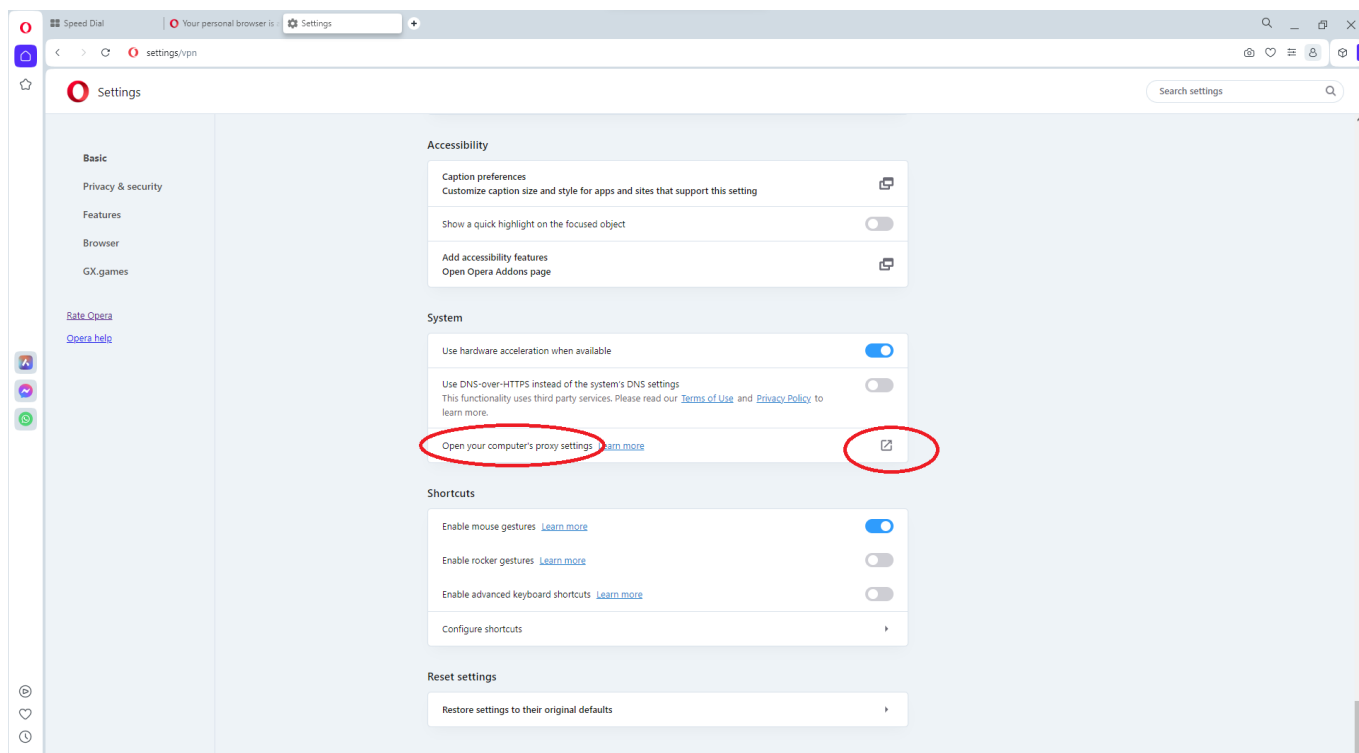 Speed Dial
Your personal browser is
Settings
settings/vpn
Settings
Search settings
Basic
Privacy & security
Features
Browser
GX.games
Rate Opera
Opera help
Accessibility
Caption preferences
Customize caption size and style for apps and sites that support this setting
Show a quick highlight on the focused object
Add accessibility features
Open Opera Addons page
System
Use hardware acceleration when available
Use DNS-over-HTTPS instead of the system's DNS settings
This functionality uses third party services. Please read our Terms of Use and Privacy Policy to
learn more.
Open your computer's proxy settings Learn more
Shortcuts
Enable mouse gestures Learn more
Enable rocker gestures Learn more
Enable advanced keyboard shortcuts Learn more
Configure shortcuts
Reset settings
Restore settings to their original defaults